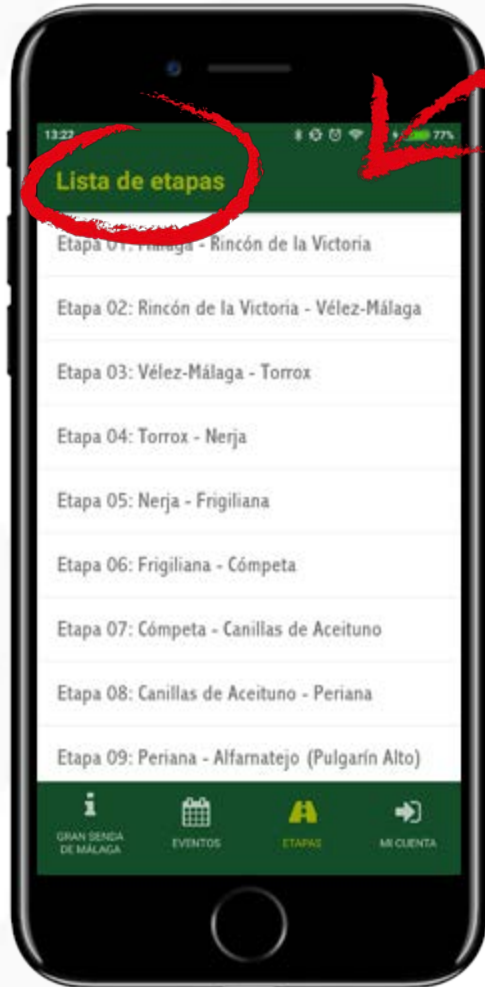 13:22
77%
Lista de etapas
Etapa 01: Málaga - Rincón de la Victoria
Etapa 02: Rincón de la Victoria - Vélez-Málaga
Etapa 03: Vélez-Málaga - Torrox
Etapa 04: Torrox - Nerja
Etapa 05: Nerja - Frigiliana
Etapa 06: Frigiliana - Cómpeta
Etapa 07: Cómpeta - Canillas de Aceituno
Etapa 08: Canillas de Aceituno - Periana
Etapa 09: Periana - Alfarnatejo (Pulgarín Alto)
GRAN SENDA
DE MÁLAGA
EVENTOS
ETAPAS
MI CUENTA